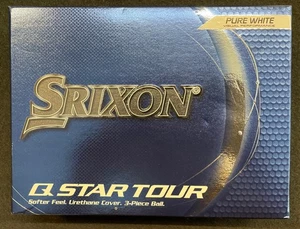 PURE WHITE
SRIXON®
Q STAR TOUR
Softer Feel. Urethane Cover. 3-Piece Ball.